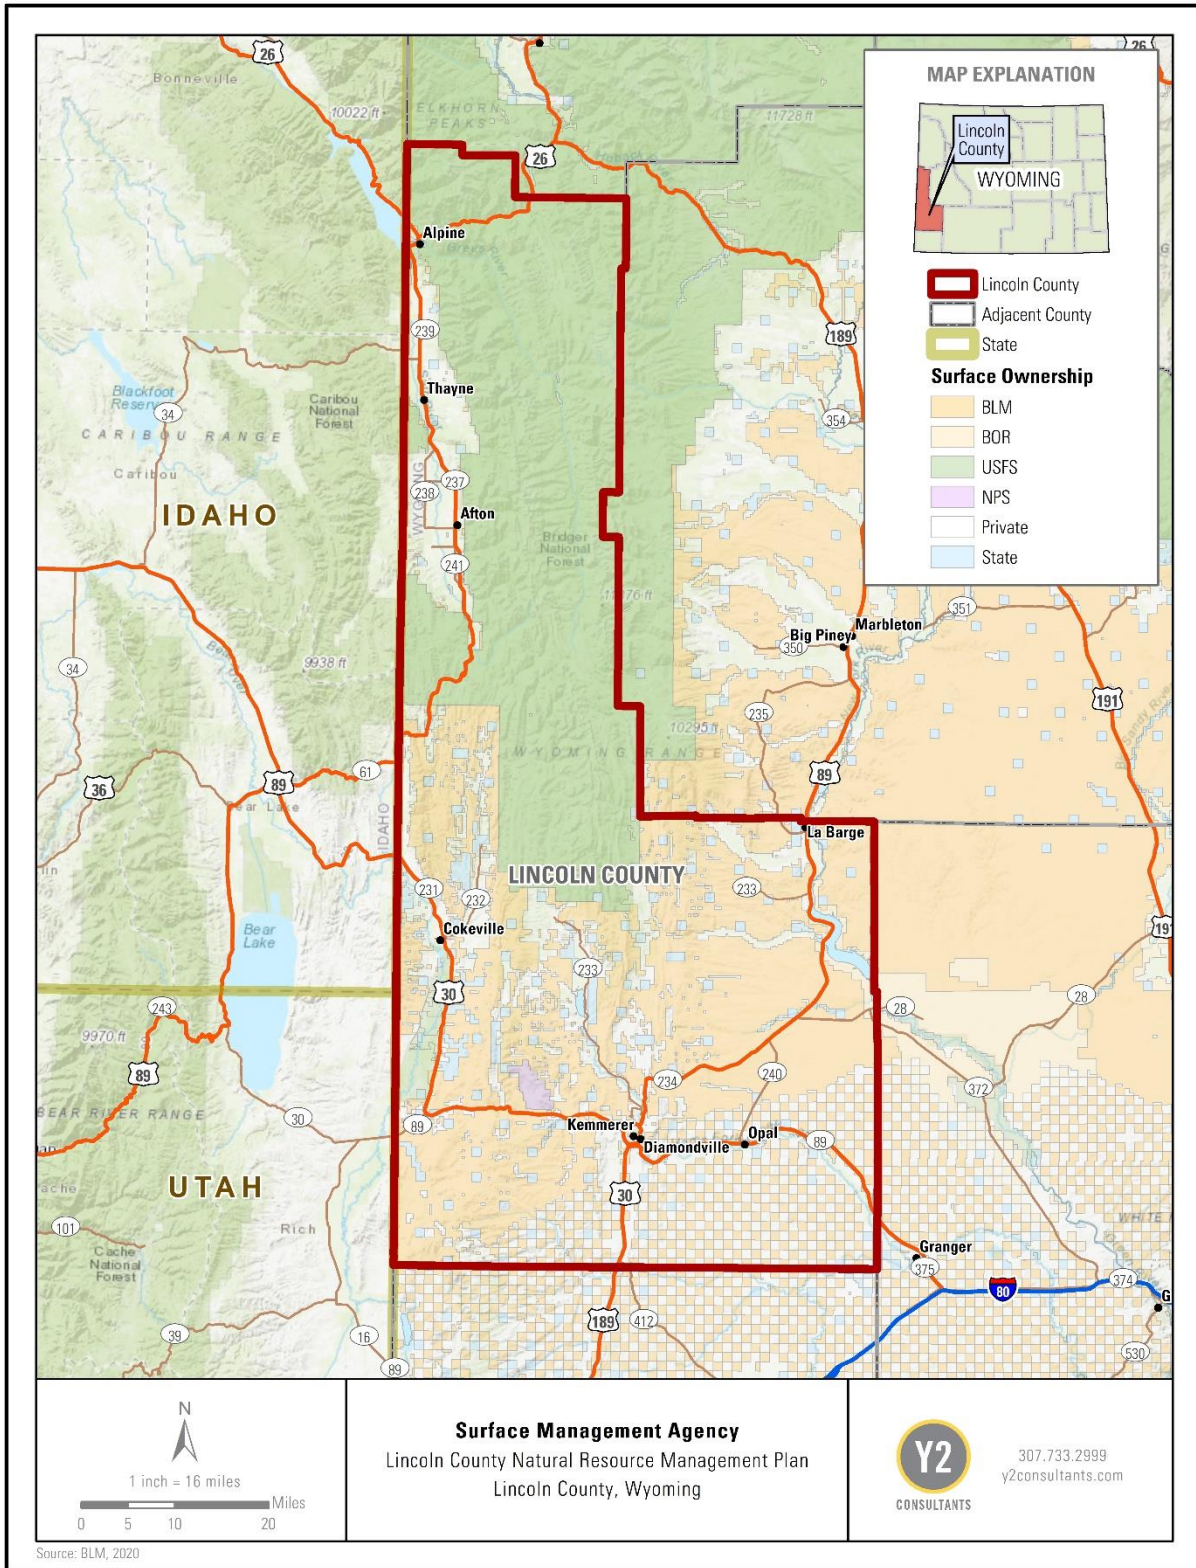 MAP EXPLANATION
Lincoln
County
WYOMING
Lincoln County
Adjacent County
State
Surface Ownership
BLM
BOR
USFS
NPS
Private
State
26
26
26
Bonneville
10022 ft
ELKHORN
PEAKS
11728 ft
Alpine
239
189
Thayne
354
Blackfoot
34
CARIBOU RANGE
Caribou
Caribou
National
Forest
IDAHO
WYOMING
237
238
Afton
241
Bridger
National
Forest
Marbleton
Big Piney
350
351
34
9938 ft
191
235
10295 ft
WYOMING RANGE
89
61
36
89
Bear Lake
IDAHO
La Barge
LINCOLN COUNTY
231
232
233
191
Cokeville
Bear
Lake
233
30
243
28
28
9970 ft
89
372
240
234
BEAR RIVER RANGE
30
89
Kemmerer
Diamondville
Opal
89
UTAH
30
Rich
101
Cache
National
Forest
Granger
375
80
374
39
16
189
412
530
89
N
1 inch = 16 miles
Miles
0 5 10 20
Surface Management Agency
Lincoln County Natural Resource Management Plan
Lincoln County, Wyoming
Y2
CONSULTANTS
307.733.2999
y2consultants.com
Source: BLM, 2020